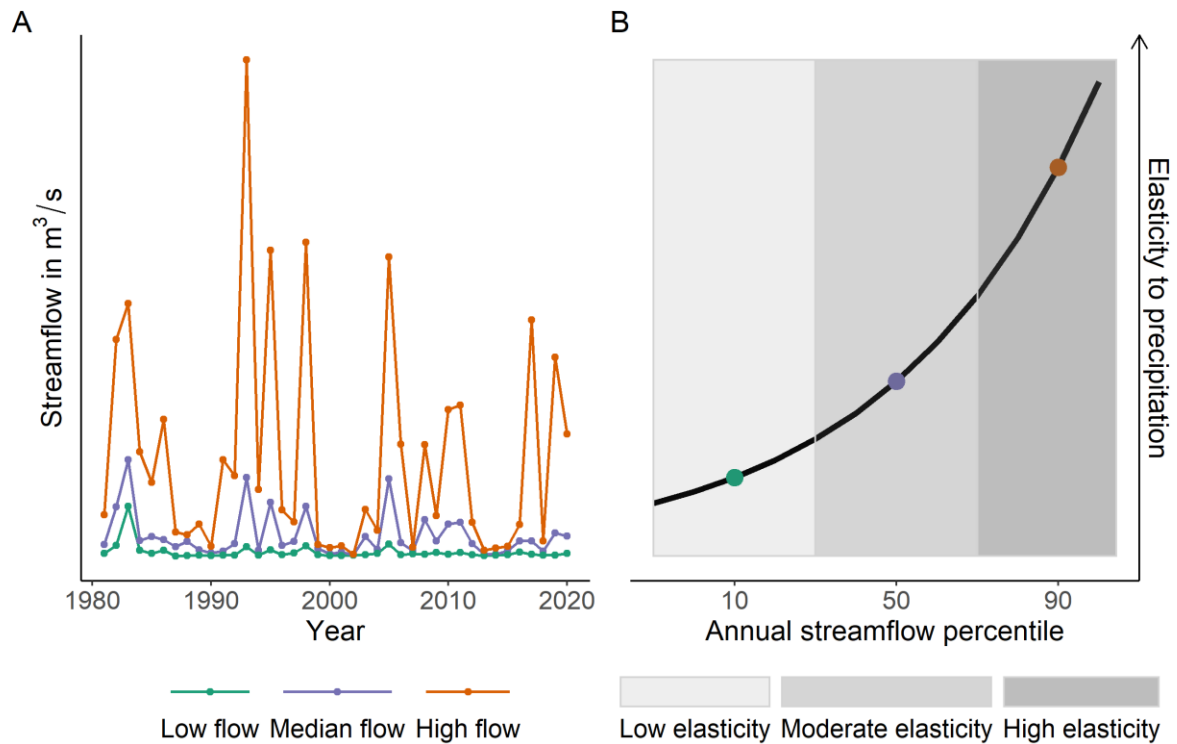 A
B
Streamflow in m³/s
1980
1990
2000
2010
2020
Year
Elasticity to precipitation
10
50
90
Annual streamflow percentile
Low flow
Median flow
High flow
Low elasticity
Moderate elasticity
High elasticity